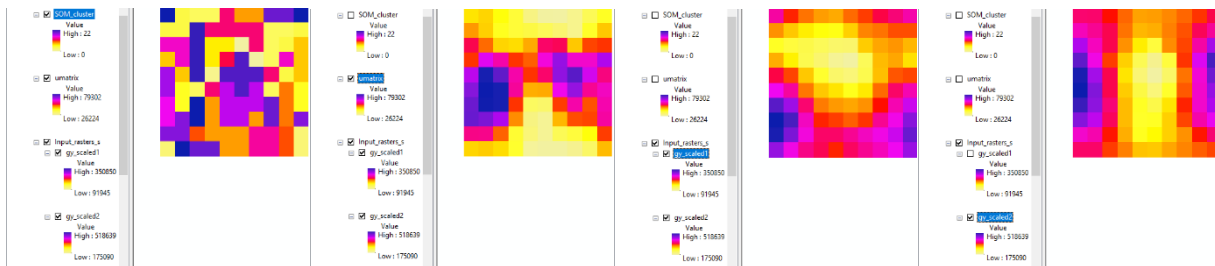 SOM_cluster
Value
High : 22
Low : 0
umatrix
Value
High : 79302
Low : 26224
Input_rasters_s
gy_scaled1
Value
High : 350850
Low : 91945
gy_scaled2
Value
High : 518639
Low : 175090
SOM_cluster
Value
High : 22
Low : 0
umatrix
Value
High : 79302
Low : 26224
Input_rasters_s
gy_scaled1
Value
High : 350850
Low : 91945
gy_scaled2
Value
High : 518639
Low : 175090
SOM_cluster
Value
High : 22
Low : 0
umatrix
Value
High : 79302
Low : 26224
Input_rasters_s
gy_scaled1
Value
High : 350850
Low : 91945
gy_scaled2
Value
High : 518639
Low : 175090
SOM_cluster
Value
High : 22
Low : 0
umatrix
Value
High : 79302
Low : 26224
Input_rasters_s
gy_scaled1
Value
High : 350850
Low : 91945
gy_scaled2
Value
High : 518639
Low : 175090